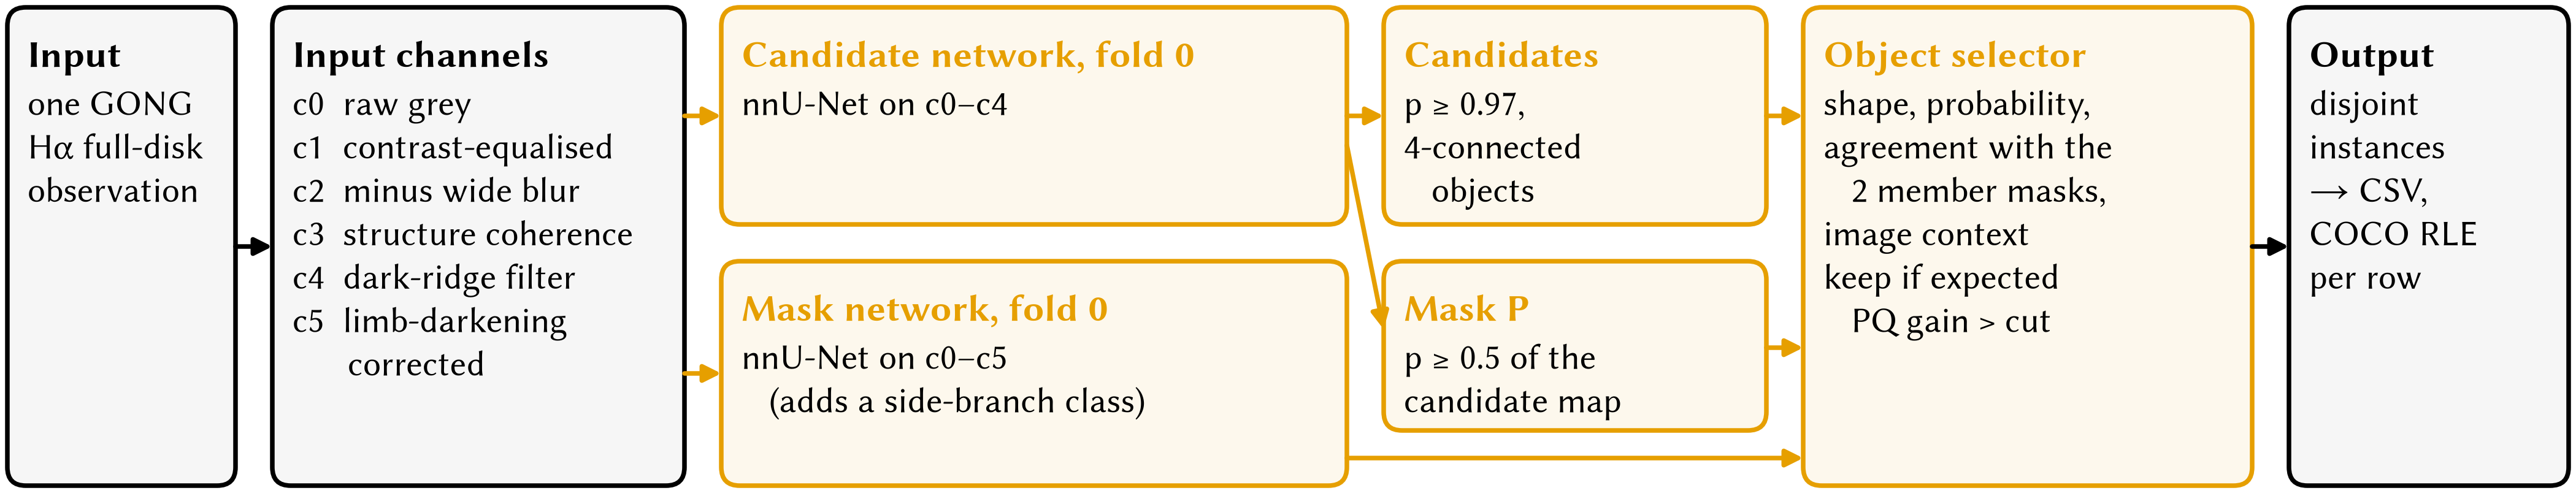 Input
one GONG
Hα full-disk
observation
Input channels
c0 raw grey
c1 contrast-equalised
c2 minus wide blur
c3 structure coherence
c4 dark-ridge filter
c5 limb-darkening
corrected
Candidate network, fold 0
nnU-Net on c0–c4
Mask network, fold 0
nnU-Net on c0–c5
(adds a side-branch class)
Candidates
p ≥ 0.97,
4-connected
objects
Mask P
p ≥ 0.5 of the
candidate map
Object selector
shape, probability,
agreement with the
2 member masks,
image context
keep if expected
PQ gain > cut
Output
disjoint
instances
→ CSV,
COCO RLE
per row